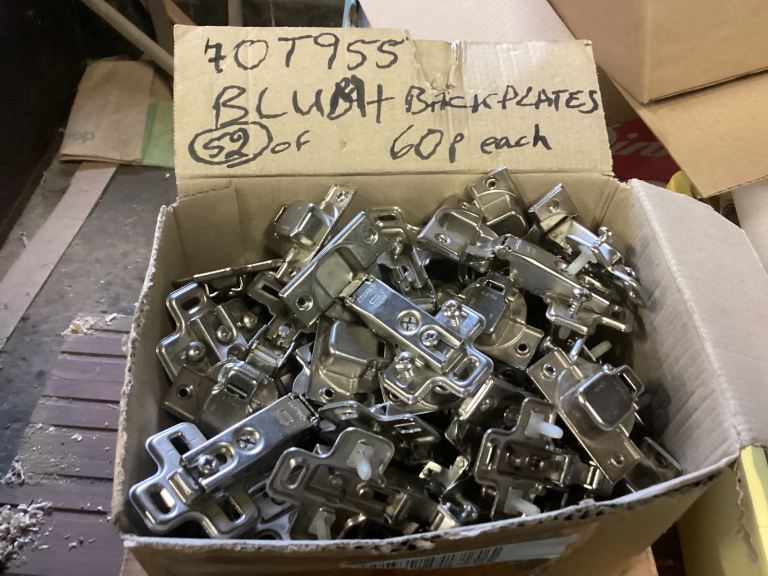 70T955
BLUM + BACKPLATES
52 of 60p each